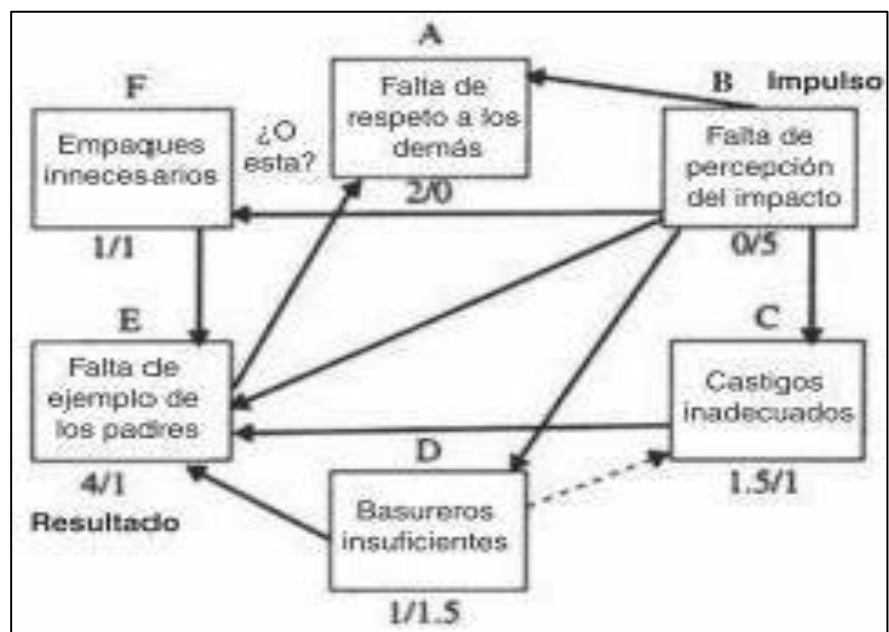 A
Falta de
respeto a los
demás
2/0
B Impulso
Falta de
percepción
del impacto
0/5
F
Empaques
innecesarios
1/1
¿O
esta?
E
Falta de
ejemplo de
los padres
4/1
Resultado
C
Castigos
inadecuados
1.5/1
D
Basureros
insuficientes
1/1.5